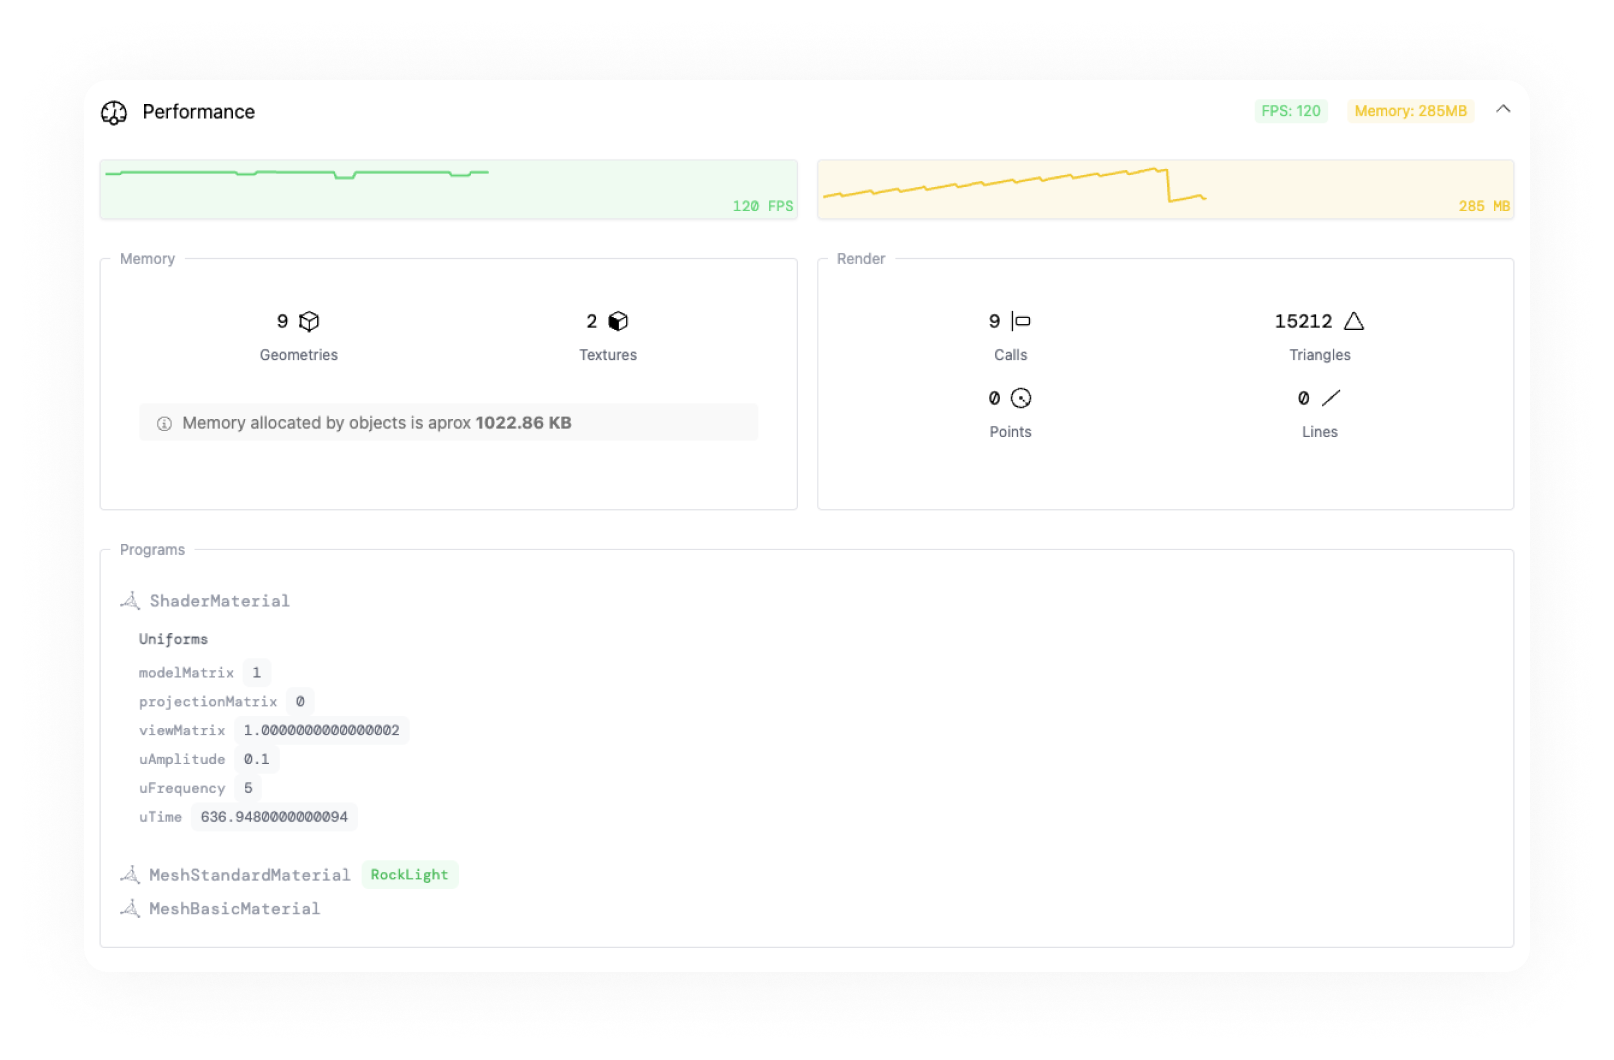 Performance
FPS: 120
Memory: 285MB
120 FPS
285 MB
Memory
9
Geometries
2
Textures
Memory allocated by objects is aprox 1022.86 KB
Render
9
Calls
15212
Triangles
0
Points
0
Lines
Programs
ShaderMaterial
Uniforms
modelMatrix 1
projectionMatrix 0
viewMatrix 1.0000000000000002
uAmplitude 0.1
uFrequency 5
uTime 636.9480000000094
MeshStandardMaterial RockLight
MeshBasicMaterial